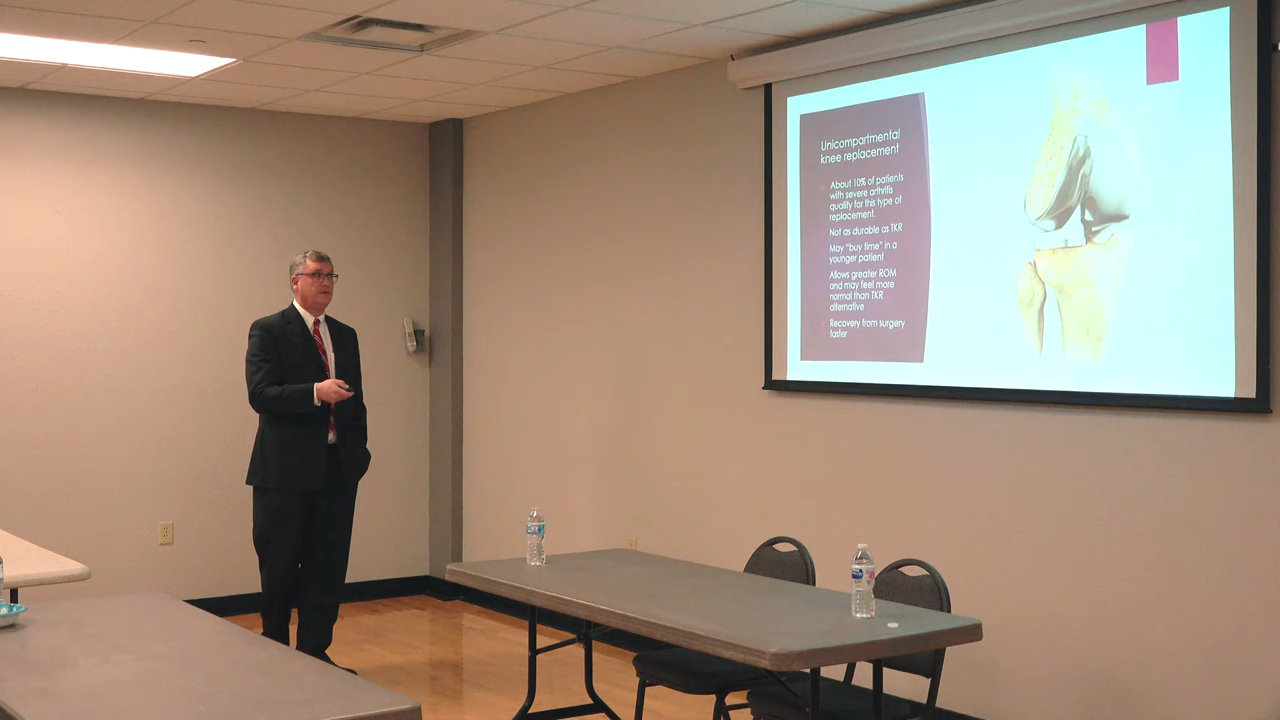 Unicompartmental
knee replacement
About 10% of patients
with severe arthritis
qualify for this type of
replacement.
Not as durable as TKR
May "buy time" in a
younger patient
Allows greater ROM
and may feel more
normal than TKR
alternative
Recovery from surgery
faster